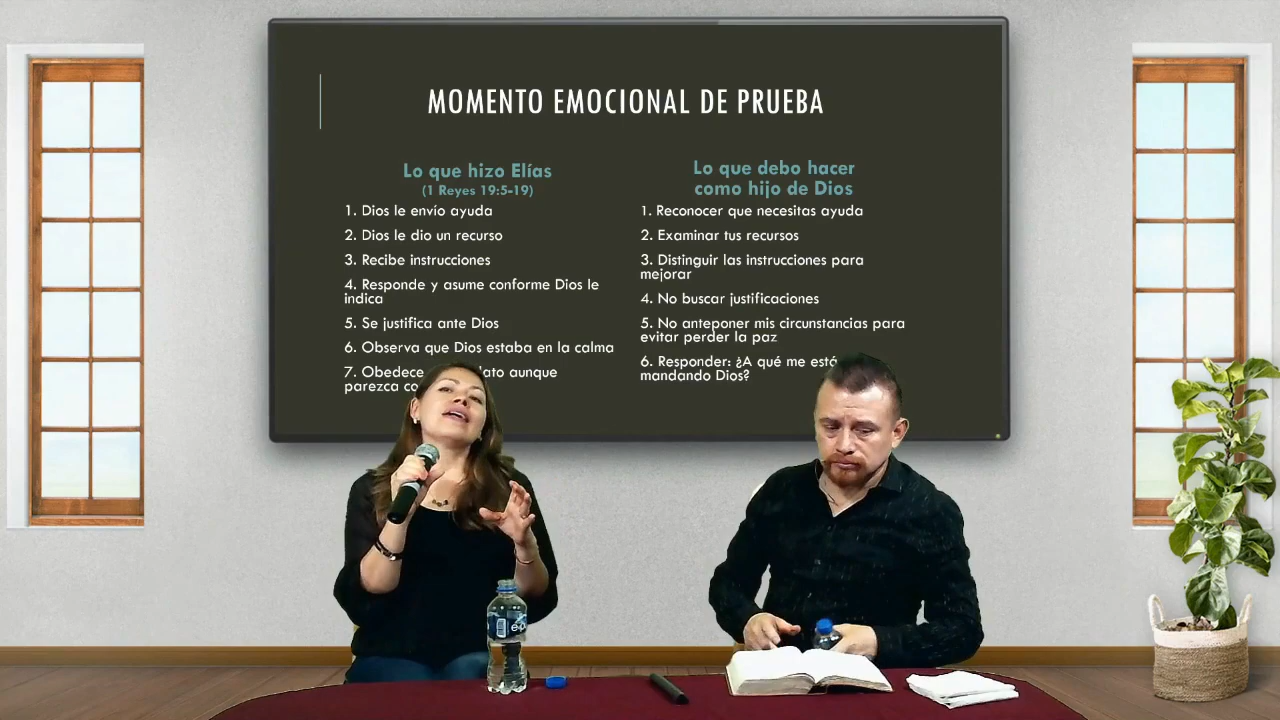 MOMENTO EMOCIONAL DE PRUEBA
Lo que hizo Elías
(1 Reyes 19:5-19)
1. Dios le envío ayuda
2. Dios le dio un recurso
3. Recibe instrucciones
4. Responde y asume conforme Dios le
indica
5. Se justifica ante Dios
6. Observa que Dios estaba en la calma
7. Obedece aunque
parezca
Lo que debo hacer
como hijo de Dios
1. Reconocer que necesitas ayuda
2. Examinar tus recursos
3. Distinguir las instrucciones para
mejorar
4. No buscar justificaciones
5. No anteponer mis circunstancias para
evitar perder la paz
6. Responder: ¿A qué me está
mandando Dios?